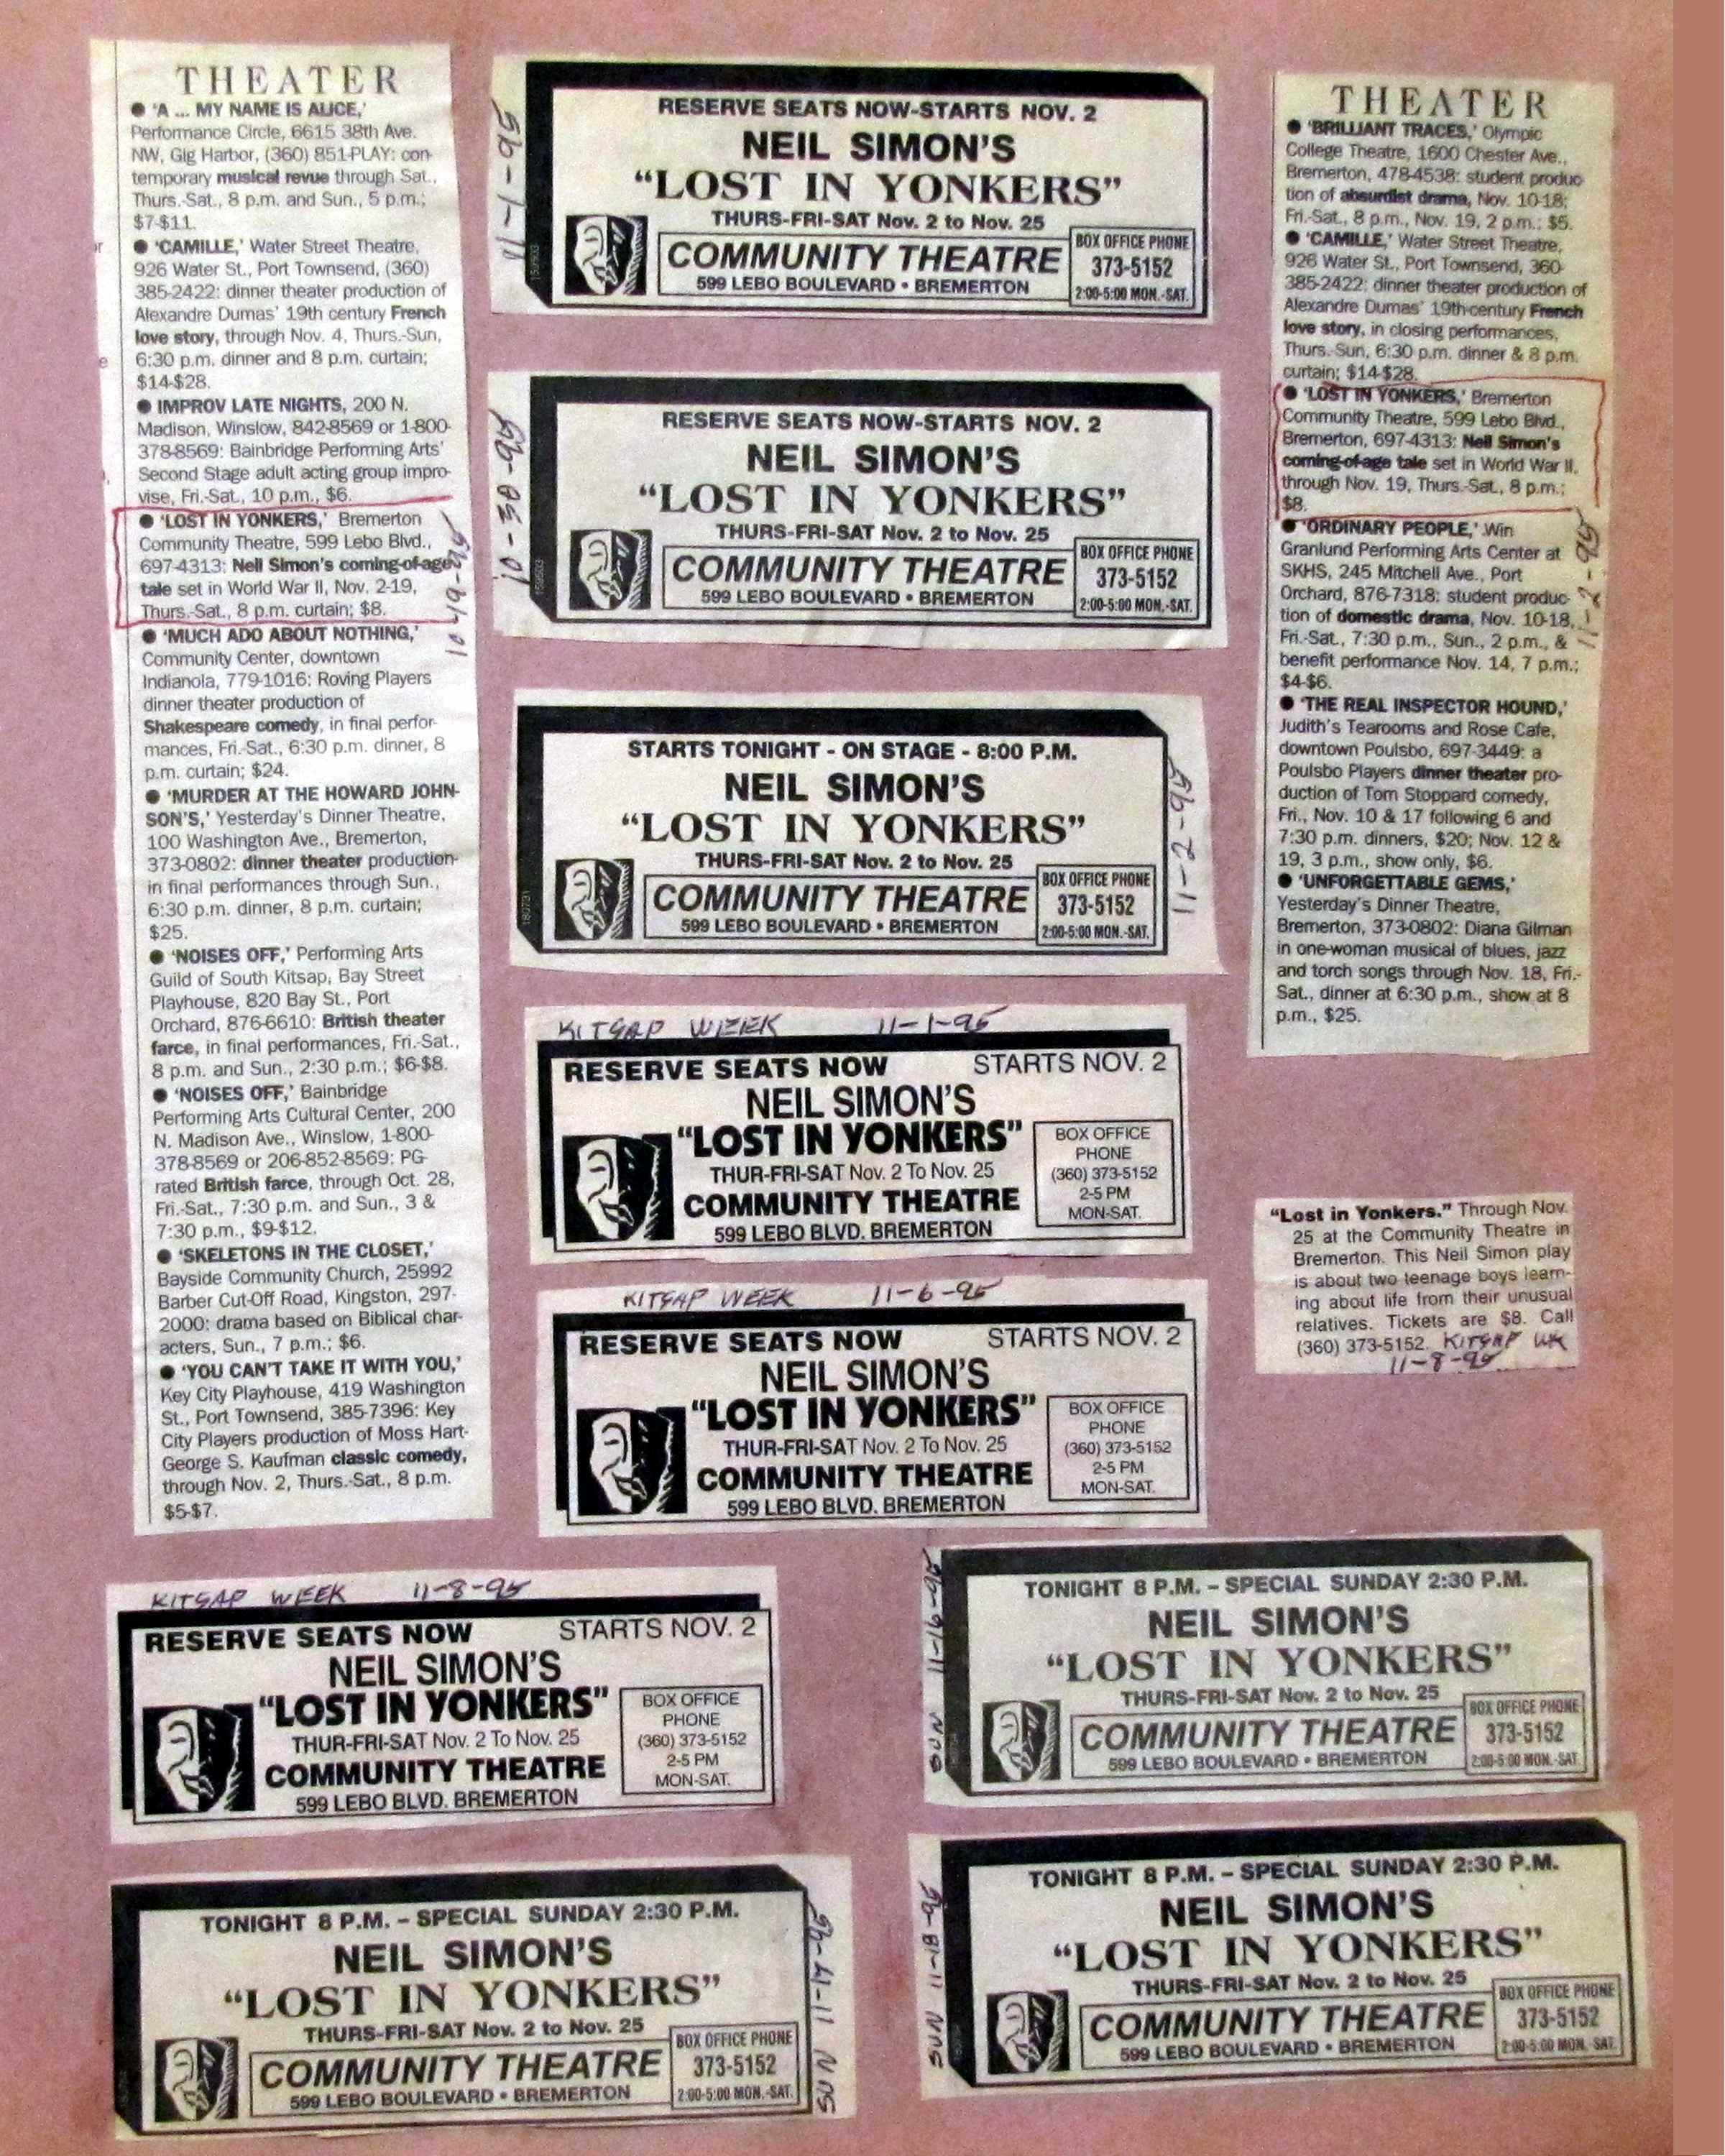 THEATER
● 'A ... MY NAME IS ALICE,'
Performance Circle, 6615 38th Ave.
NW, Gig Harbor, (360) 851-PLAY: con-
temporary musical revue through Sat.,
Thurs.-Sat., 8 p.m. and Sun., 5 p.m.;
$7-$11.
● 'CAMILLE,' Water Street Theatre,
926 Water St., Port Townsend, (360)
385-2422: dinner theater production of
Alexandre Dumas' 19th century French
love story, through Nov. 4, Thurs.-Sun,
6:30 p.m. dinner and 8 p.m. curtain;
$14-$28.
● IMPROV LATE NIGHTS, 200 N.
Madison, Winslow, 842-8569 or 1-800-
378-8569: Bainbridge Performing Arts'
Second Stage adult acting group impro-
vise, Fri.-Sat., 10 p.m., $6.
● 'LOST IN YONKERS,' Bremerton
Community Theatre, 599 Lebo Blvd.,
697-4313: Neil Simon's coming-of-age
tale set in World War II, Nov. 2-19,
Thurs.-Sat., 8 p.m. curtain; $8.
● 'MUCH ADO ABOUT NOTHING,'
Community Center, downtown
Indianola, 779-1016: Roving Players
dinner theater production of
Shakespeare comedy, in final perfor-
mances, Fri.-Sat., 6:30 p.m. dinner, 8
p.m. curtain; $24.
● 'MURDER AT THE HOWARD JOHN-
SON'S,' Yesterday's Dinner Theatre,
100 Washington Ave., Bremerton,
373-0802: dinner theater production
in final performances through Sun.,
6:30 p.m. dinner, 8 p.m. curtain;
$25.
● 'NOISES OFF,' Performing Arts
Guild of South Kitsap, Bay Street
Playhouse, 820 Bay St., Port
Orchard, 876-6610: British theater
farce, in final performances, Fri.-Sat.,
8 p.m. and Sun., 2:30 p.m.; $6-$8.
● 'NOISES OFF,' Bainbridge
Performing Arts Cultural Center, 200
N. Madison Ave., Winslow, 1-800-
378-8569 or 206-852-8569: PG-
rated British farce, through Oct. 28,
Fri.-Sat., 7:30 p.m. and Sun., 3 &
7:30 p.m., $9-$12.
● 'SKELETONS IN THE CLOSET,'
Bayside Community Church, 25992
Barber Cut-Off Road, Kingston, 297-
2000: drama based on Biblical char-
acters, Sun., 7 p.m.; $6.
● 'YOU CAN'T TAKE IT WITH YOU,'
Key City Playhouse, 419 Washington
St., Port Townsend, 385-7396: Key
City Players production of Moss Hart-
George S. Kaufman classic comedy,
through Nov. 2, Thurs.-Sat., 8 p.m.
$5-$7.
11-1-95
RESERVE SEATS NOW-STARTS NOV. 2
NEIL SIMON'S
"LOST IN YONKERS"
THURS-FRI-SAT Nov. 2 to Nov. 25
COMMUNITY THEATRE
599 LEBO BOULEVARD • BREMERTON
BOX OFFICE PHONE
373-5152
2:00-5:00 MON.-SAT.
10-30-95
RESERVE SEATS NOW-STARTS NOV. 2
NEIL SIMON'S
"LOST IN YONKERS"
THURS-FRI-SAT Nov. 2 to Nov. 25
COMMUNITY THEATRE
599 LEBO BOULEVARD • BREMERTON
BOX OFFICE PHONE
373-5152
2:00-5:00 MON.-SAT.
159503
STARTS TONIGHT - ON STAGE - 8:00 P.M.
NEIL SIMON'S
"LOST IN YONKERS"
THURS-FRI-SAT Nov. 2 to Nov. 25
COMMUNITY THEATRE
599 LEBO BOULEVARD • BREMERTON
BOX OFFICE PHONE
373-5152
2:00-5:00 MON.-SAT.
11-2-95
KITSAP WEEK 11-1-95
RESERVE SEATS NOW STARTS NOV. 2
NEIL SIMON'S
"LOST IN YONKERS"
THUR-FRI-SAT Nov. 2 To Nov. 25
COMMUNITY THEATRE
599 LEBO BLVD. BREMERTON
BOX OFFICE
PHONE
(360) 373-5152
2-5 PM
MON-SAT.
KITSAP WEEK 11-6-95
RESERVE SEATS NOW STARTS NOV. 2
NEIL SIMON'S
"LOST IN YONKERS"
THUR-FRI-SAT Nov. 2 To Nov. 25
COMMUNITY THEATRE
599 LEBO BLVD. BREMERTON
BOX OFFICE
PHONE
(360) 373-5152
2-5 PM
MON-SAT.
THEATER
● 'BRILLIANT TRACES,' Olympic
College Theatre, 1600 Chester Ave.,
Bremerton, 478-4538: student produc-
tion of absurdist drama, Nov. 10-18;
Fri.-Sat., 8 p.m., Nov. 19, 2 p.m.; $5.
● 'CAMILLE,' Water Street Theatre,
926 Water St., Port Townsend, 360-
385-2422: dinner theater production of
Alexandre Dumas' 19th-century French
love story, in closing performances,
Thurs.-Sun, 6:30 p.m. dinner & 8 p.m.
curtain; $14-$28.
● 'LOST IN YONKERS,' Bremerton
Community Theatre, 599 Lebo Blvd.,
Bremerton, 697-4313: Neil Simon's
coming-of-age tale set in World War II,
through Nov. 19, Thurs.-Sat., 8 p.m.;
$8.
● 'ORDINARY PEOPLE,' Win
Granlund Performing Arts Center at
SKHS, 245 Mitchell Ave., Port
Orchard, 876-7318: student produc-
tion of domestic drama, Nov. 10-18,
Fri.-Sat., 7:30 p.m., Sun., 2 p.m., &
benefit performance Nov. 14, 7 p.m.;
$4-$6.
● 'THE REAL INSPECTOR HOUND,'
Judith's Tearooms and Rose Cafe,
downtown Poulsbo, 697-3449: a
Poulsbo Players dinner theater pro-
duction of Tom Stoppard comedy,
Fri., Nov. 10 & 17 following 6 and
7:30 p.m. dinners, $20; Nov. 12 &
19, 3 p.m., show only, $6.
● 'UNFORGETTABLE GEMS,'
Yesterday's Dinner Theatre,
Bremerton, 373-0802: Diana Gilman
in one-woman musical of blues, jazz
and torch songs through Nov. 18, Fri.-
Sat., dinner at 6:30 p.m., show at 8
p.m., $25.
11-2-95
"Lost in Yonkers." Through Nov.
25 at the Community Theatre in
Bremerton. This Neil Simon play
is about two teenage boys learn-
ing about life from their unusual
relatives. Tickets are $8. Call
(360) 373-5152. KITSAP WK
11-8-95
KITSAP WEEK 11-8-95
RESERVE SEATS NOW STARTS NOV. 2
NEIL SIMON'S
"LOST IN YONKERS"
THUR-FRI-SAT Nov. 2 To Nov. 25
COMMUNITY THEATRE
599 LEBO BLVD. BREMERTON
BOX OFFICE
PHONE
(360) 373-5152
2-5 PM
MON-SAT.
SUN 11-16-95
TONIGHT 8 P.M. – SPECIAL SUNDAY 2:30 P.M.
NEIL SIMON'S
"LOST IN YONKERS"
THURS-FRI-SAT Nov. 2 to Nov. 25
COMMUNITY THEATRE
599 LEBO BOULEVARD • BREMERTON
BOX OFFICE PHONE
373-5152
2:00-5:00 MON.-SAT.
TONIGHT 8 P.M. – SPECIAL SUNDAY 2:30 P.M.
NEIL SIMON'S
"LOST IN YONKERS"
THURS-FRI-SAT Nov. 2 to Nov. 25
COMMUNITY THEATRE
599 LEBO BOULEVARD • BREMERTON
BOX OFFICE PHONE
373-5152
2:00-5:00 MON.-SAT.
SUN 11-17-95
SUN 11-18-95
TONIGHT 8 P.M. – SPECIAL SUNDAY 2:30 P.M.
NEIL SIMON'S
"LOST IN YONKERS"
THURS-FRI-SAT Nov. 2 to Nov. 25
COMMUNITY THEATRE
599 LEBO BOULEVARD • BREMERTON
BOX OFFICE PHONE
373-5152
2:00-5:00 MON.-SAT.